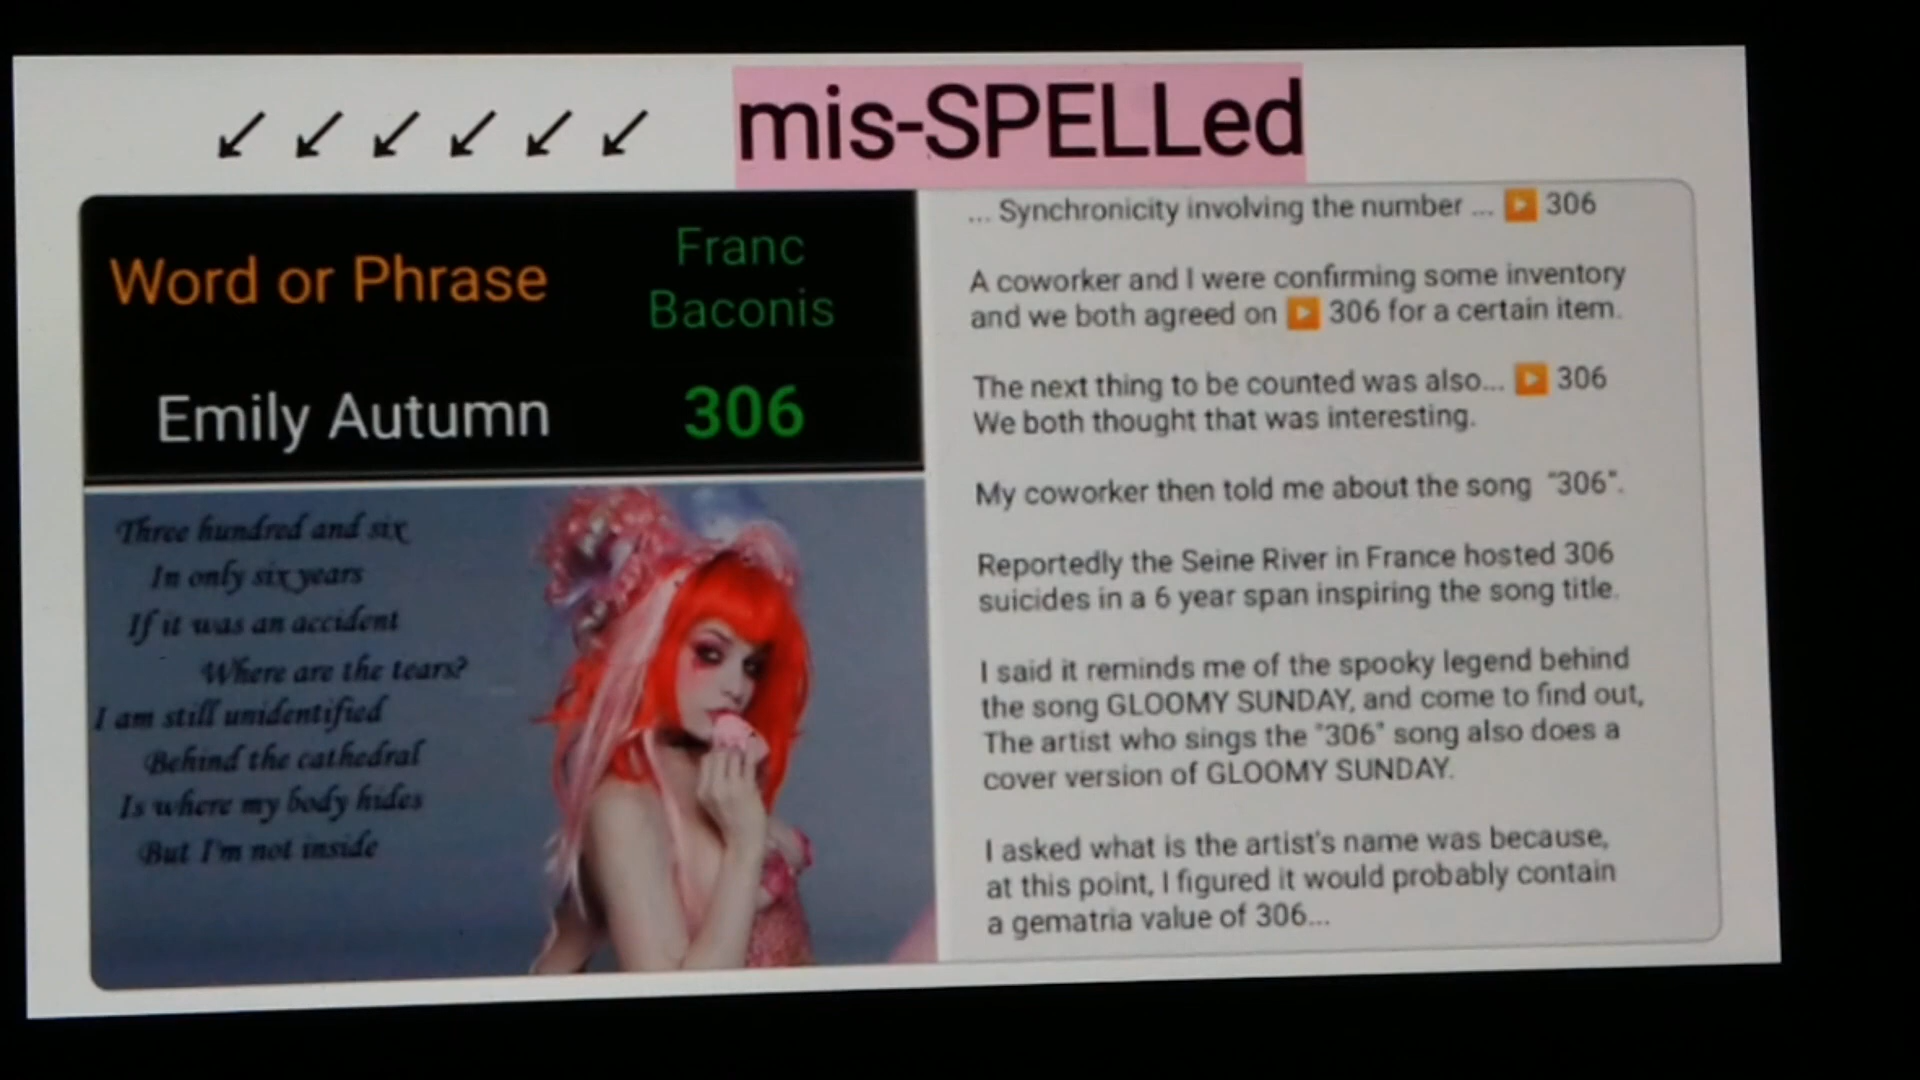 ↙ ↙ ↙ ↙ ↙ ↙ mis-SPELLed
Word or Phrase
Franc
Baconis
Emily Autumn 306
Three hundred and six
In only six years
If it was an accident
Where are the tears?
I am still unidentified
Behind the cathedral
Is where my body hides
But I'm not inside
... Synchronicity involving the number ... ▶ 306
A coworker and I were confirming some inventory
and we both agreed on ▶ 306 for a certain item.
The next thing to be counted was also... ▶ 306
We both thought that was interesting.
My coworker then told me about the song "306".
Reportedly the Seine River in France hosted 306
suicides in a 6 year span inspiring the song title.
I said it reminds me of the spooky legend behind
the song GLOOMY SUNDAY, and come to find out,
The artist who sings the "306" song also does a
cover version of GLOOMY SUNDAY.
I asked what is the artist's name was because,
at this point, I figured it would probably contain
a gematria value of 306...